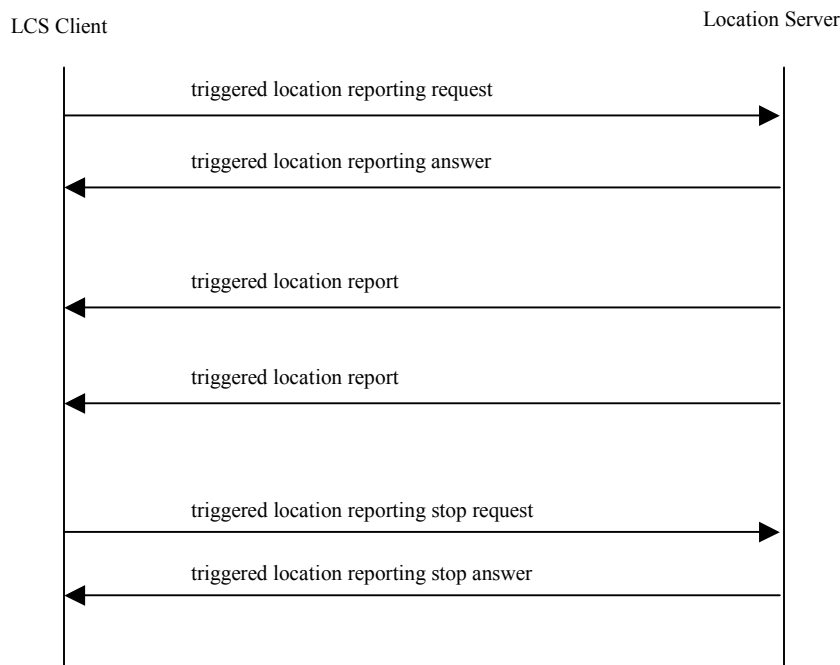 LCS Client
Location Server
triggered location reporting request
triggered location reporting answer
triggered location report
triggered location report
triggered location reporting stop request
triggered location reporting stop answer